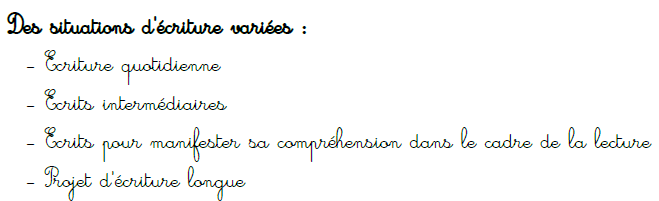 Des situations d'écriture variées :
- Ecriture quotidienne
- Ecrits intermédiaires
- Ecrits pour manifester sa compréhension dans le cadre de la lecture
- Projet d'écriture longue